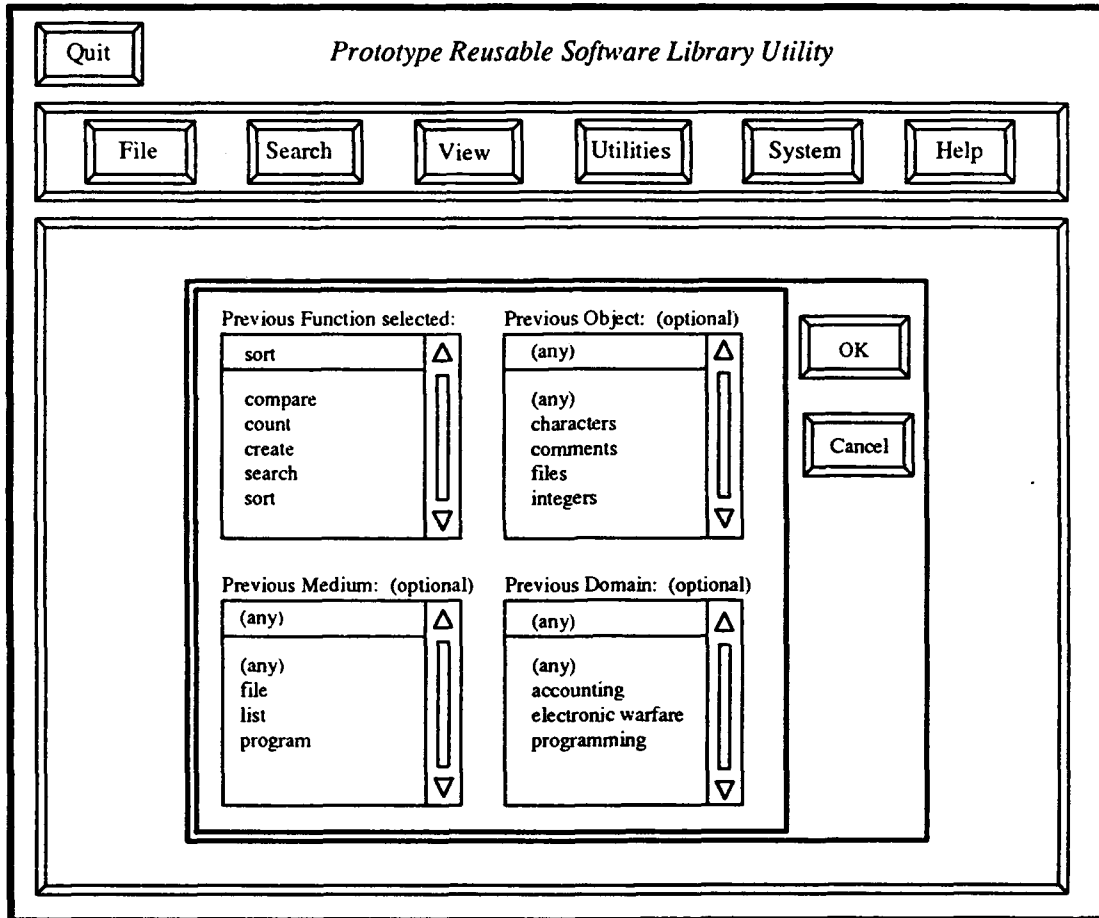 Quit
Prototype Reusable Software Library Utility
File Search View Utilities System Help
Previous Function selected:
sort
compare
count
create
search
sort
Previous Object: (optional)
(any)
(any)
characters
comments
files
integers
OK
Cancel
Previous Medium: (optional)
(any)
(any)
file
list
program
Previous Domain: (optional)
(any)
(any)
accounting
electronic warfare
programming